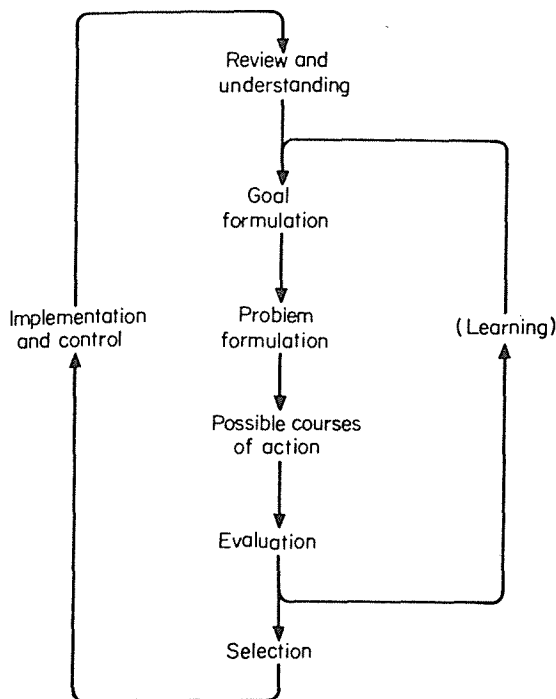 Review and
understanding
Goal
formulation
Implementation
and control
Problem
formulation
(Learning)
Possible courses
of action
Evaluation
Selection